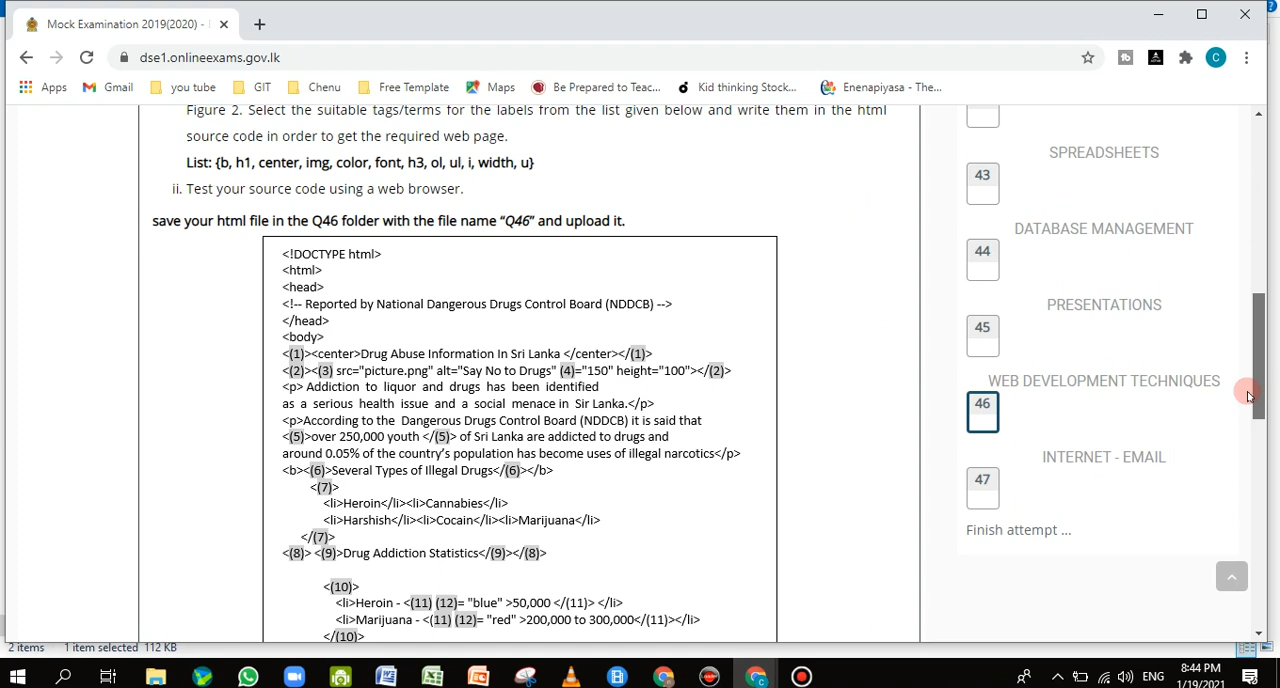 Mock Examination 2019(2020) -
dse1.onlineexams.gov.lk
C
Apps Gmail you tube GIT Chenu Free Template Maps Be Prepared to Teac... Kid thinking Stock... Enenapiyasa - The...
Figure 2. Select the suitable tags/terms for the labels from the list given below and write them in the html
source code in order to get the required web page.
List: {b, h1, center, img, color, font, h3, ol, ul, i, width, u}
ii. Test your source code using a web browser.
save your html file in the Q46 folder with the file name “Q46” and upload it.
<!DOCTYPE html>
<html>
<head>
<!-- Reported by National Dangerous Drugs Control Board (NDDCB) -->
</head>
<body>
<(1)><center>Drug Abuse Information In Sri Lanka </center></(1)>
<(2)><(3) src="picture.png" alt="Say No to Drugs" (4)="150" height="100"></(2)>
<p> Addiction to liquor and drugs has been identified
as a serious health issue and a social menace in Sir Lanka.</p>
<p>According to the Dangerous Drugs Control Board (NDDCB) it is said that
<(5)>over 250,000 youth </(5)> of Sri Lanka are addicted to drugs and
around 0.05% of the country’s population has become uses of illegal narcotics</p>
<b><(6)>Several Types of Illegal Drugs</(6)></b>
<(7)>
<li>Heroin</li><li>Cannabies</li>
<li>Harshish</li><li>Cocain</li><li>Marijuana</li>
</(7)>
<(8)> <(9)>Drug Addiction Statistics</(9)></(8)>
<(10)>
<li>Heroin - <(11) (12)= "blue" >50,000 </(11)> </li>
<li>Marijuana - <(11) (12)= "red" >200,000 to 300,000</(11)></li>
</(10)>
SPREADSHEETS
43
DATABASE MANAGEMENT
44
PRESENTATIONS
45
WEB DEVELOPMENT TECHNIQUES
46
INTERNET - EMAIL
47
Finish attempt ...
2 items 1 item selected 112 KB
ENG
8:44 PM
1/19/2021